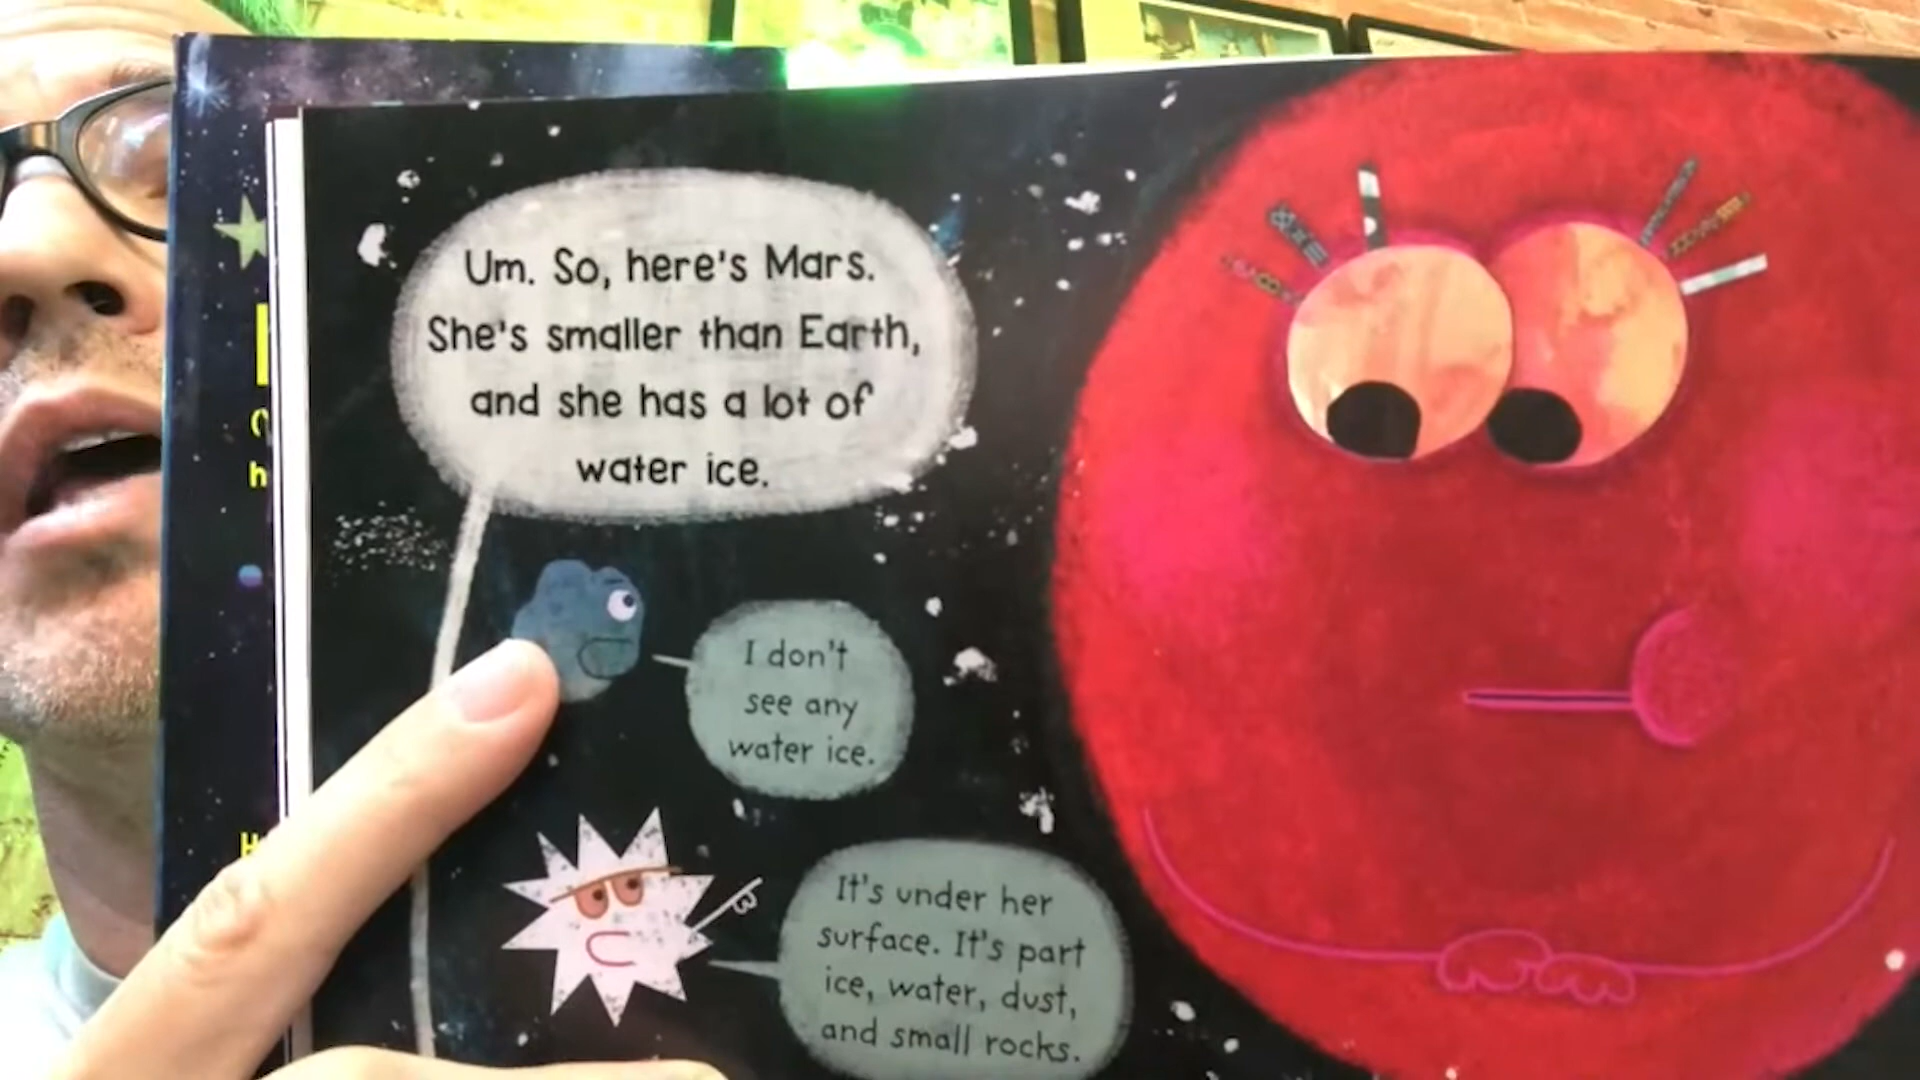 Um. So, here's Mars.
She's smaller than Earth,
and she has a lot of
water ice.
I don't
see any
water ice.
It's under her
surface. It's part
ice, water, dust,
and small rocks.